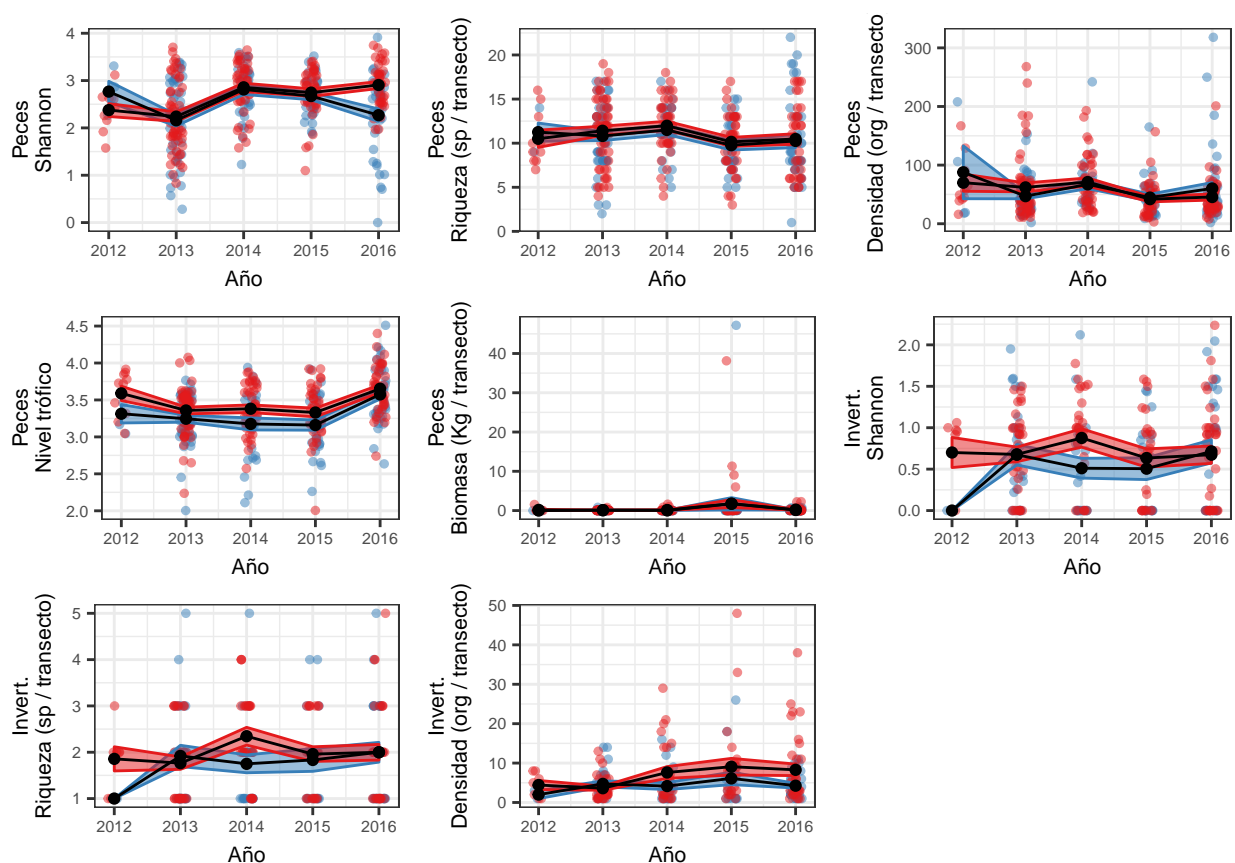 Peces
Shannon
4
3
2
1
0
2012 2013 2014 2015 2016
Año
Peces
Riqueza (sp / transecto)
20
15
10
5
0
2012 2013 2014 2015 2016
Año
Peces
Densidad (org / transecto)
300
200
100
0
2012 2013 2014 2015 2016
Año
Peces
Nivel trófico
4.5
4.0
3.5
3.0
2.5
2.0
2012 2013 2014 2015 2016
Año
Peces
Biomasa (Kg / transecto)
40
30
20
10
0
2012 2013 2014 2015 2016
Año
Invert.
Shannon
2.0
1.5
1.0
0.5
0.0
2012 2013 2014 2015 2016
Año
Invert.
Riqueza (sp / transecto)
5
4
3
2
1
2012 2013 2014 2015 2016
Año
Invert.
Densidad (org / transecto)
50
40
30
20
10
0
2012 2013 2014 2015 2016
Año